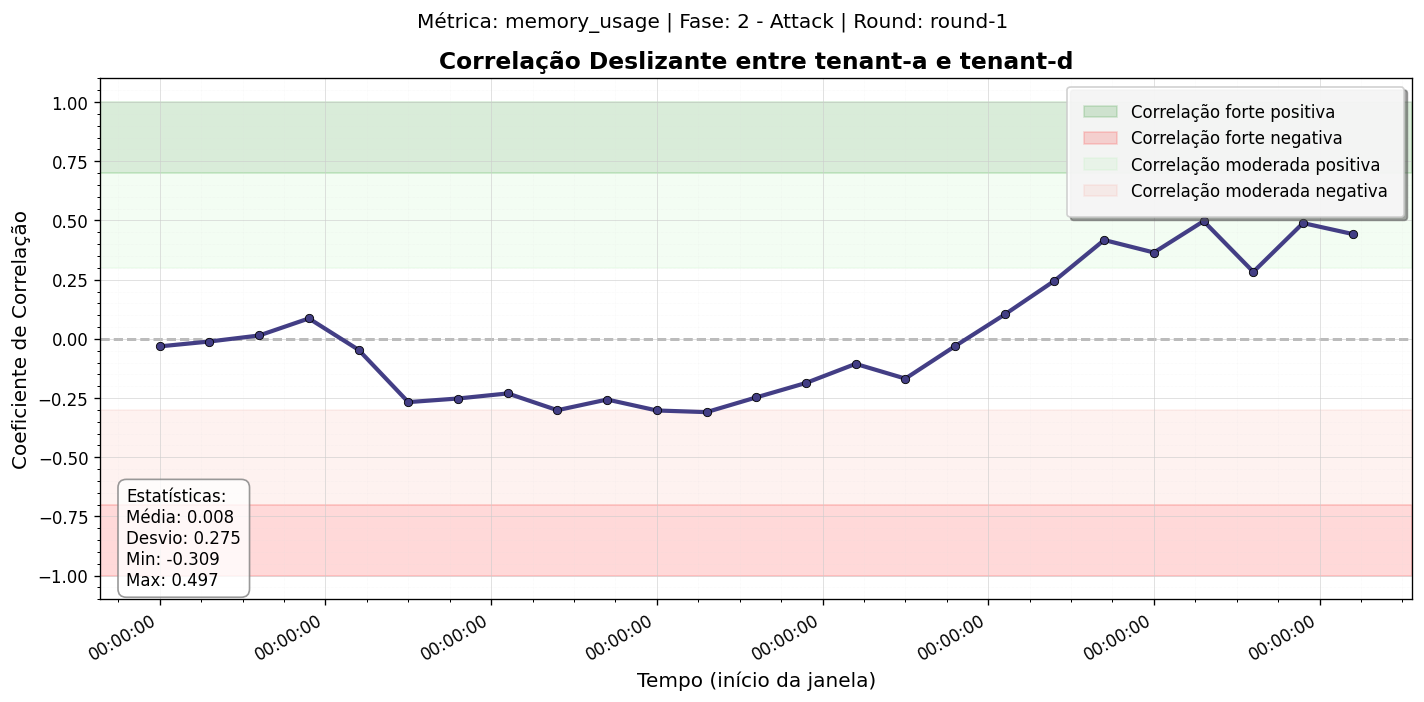 Métrica: memory_usage | Fase: 2 - Attack | Round: round-1
Correlação Deslizante entre tenant-a e tenant-d
Coeficiente de Correlação
1.00
0.75
0.50
0.25
0.00
−0.25
−0.50
−0.75
−1.00
Correlação forte positiva
Correlação forte negativa
Correlação moderada positiva
Correlação moderada negativa
Estatísticas:
Média: 0.008
Desvio: 0.275
Min: -0.309
Max: 0.497
00:00:00 00:00:00 00:00:00 00:00:00 00:00:00 00:00:00 00:00:00 00:00:00
Tempo (início da janela)